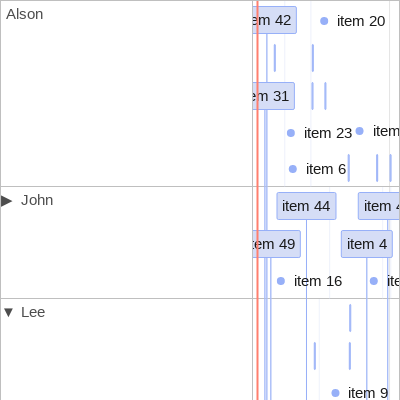 Alson
em 42
item 20
em 31
item 23
item
item 6
▶ John
item 44
item 4
em 49
item 4
item 16
ite
▼ Lee
item 9